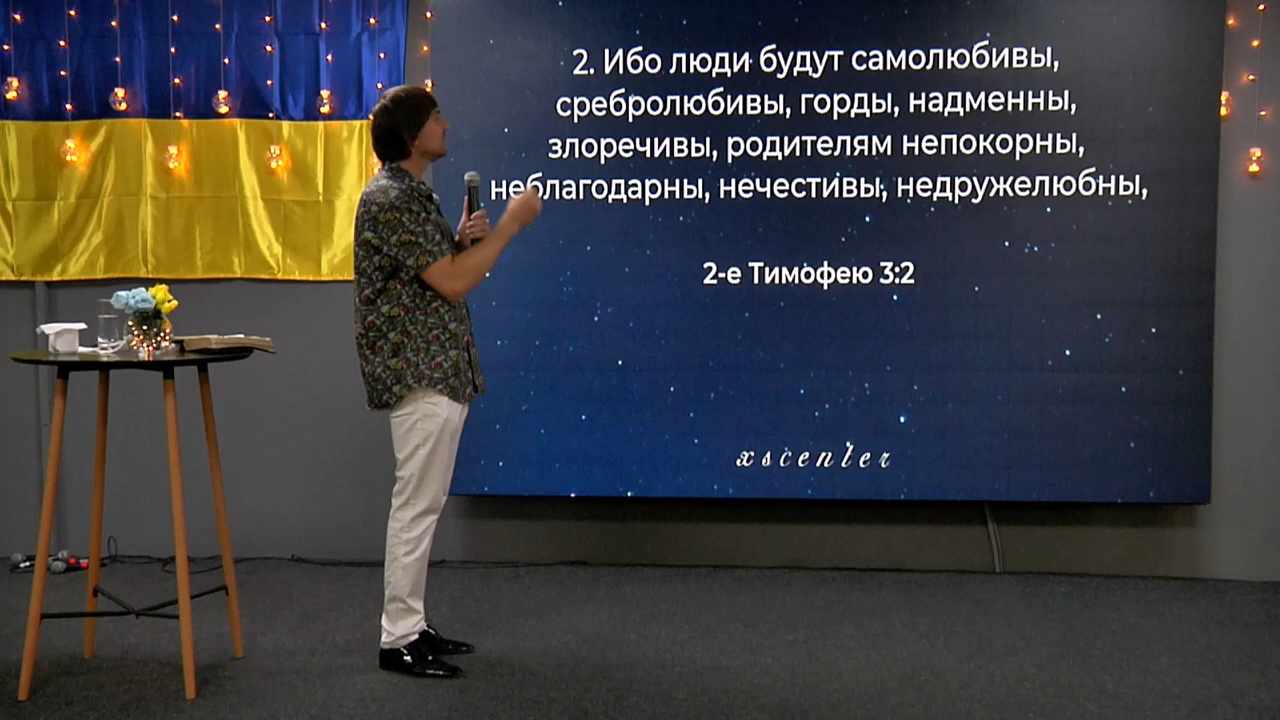 2. Ибо люди будут самолюбивы,
сребролюбивы, горды, надменны,
злоречивы, родителям непокорны,
неблагодарны, нечестивы, недружелюбны,
2-е Тимофею 3:2
xscenter